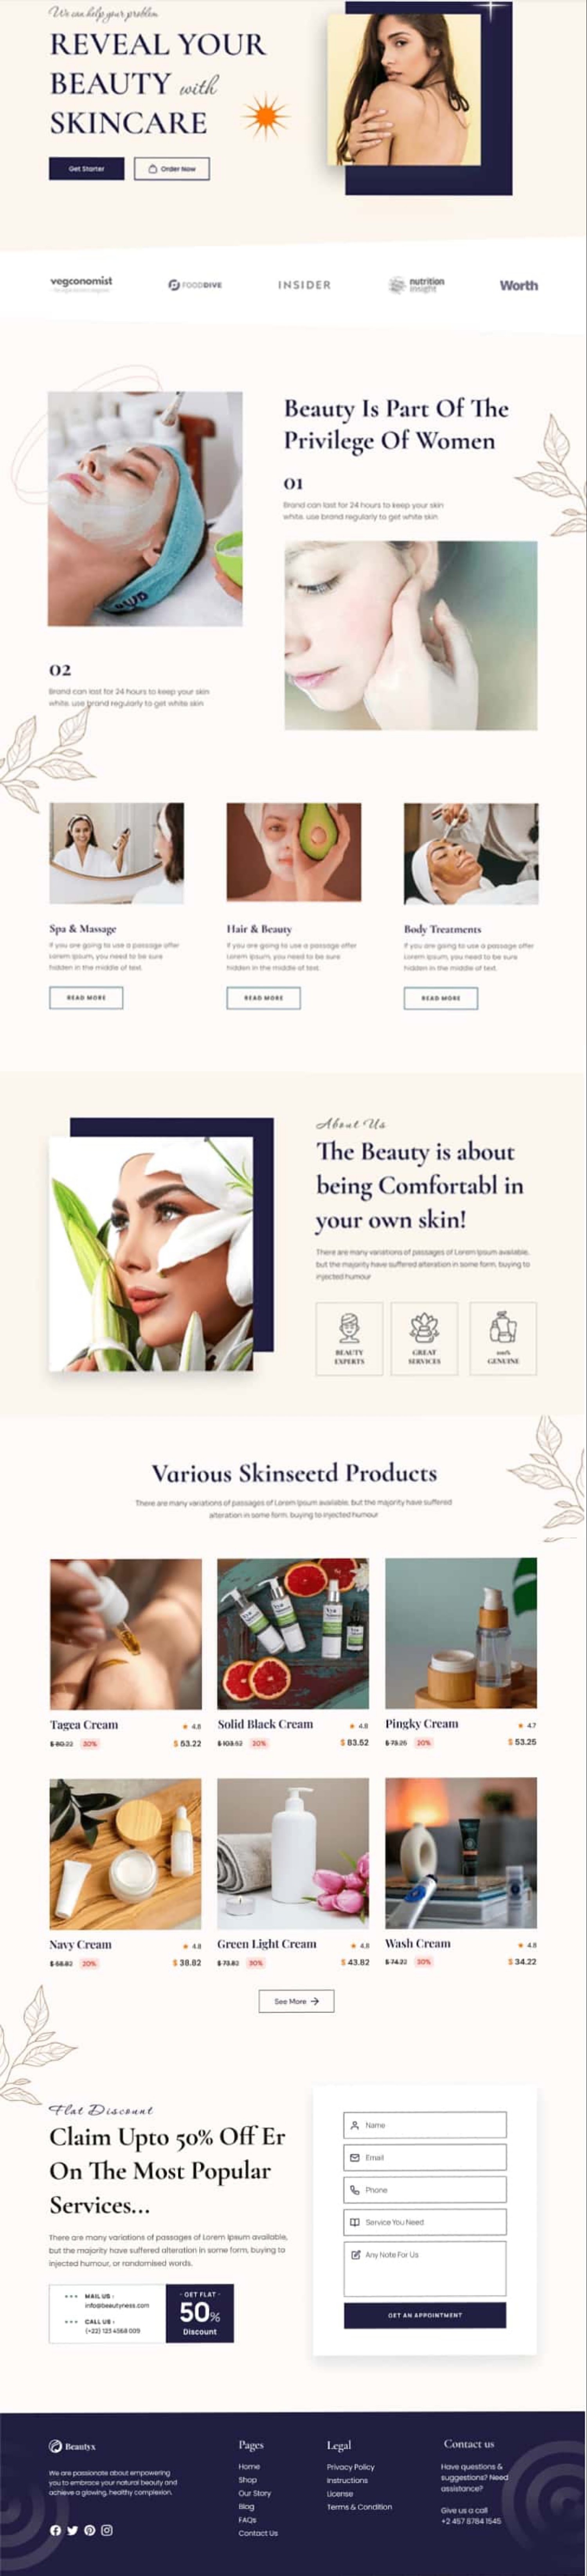 We can help your problem
REVEAL YOUR
BEAUTY with
SKINCARE
Get Starter
Order Now
vegconomist
FOODDIVE
INSIDER
nutrition
insight
Worth
Beauty Is Part Of The
Privilege Of Women
01
Brand can last for 24 hours to keep your skin
white. use brand regularly to get white skin
02
Brand can last for 24 hours to keep your skin
white. use brand regularly to get white skin
Spa & Massage
If you are going to use a passage offer
Lorem Ipsum, you need to be sure
hidden in the middle of text.
READ MORE
Hair & Beauty
If you are going to use a passage offer
Lorem Ipsum, you need to be sure
hidden in the middle of text.
READ MORE
Body Treatments
If you are going to use a passage offer
Lorem Ipsum, you need to be sure
hidden in the middle of text.
READ MORE
About Us
The Beauty is about
being Comfortabl in
your own skin!
There are many variations of passages of Lorem Ipsum available,
but the majority have suffered alteration in some form, buying to
injected humour
BEAUTY
EXPERTS
GREAT
SERVICES
100%
GENUINE
Various Skinseetd Products
There are many variations of passages of Lorem Ipsum available, but the majority have suffered
alteration in some form, buying to injected humour
Tagea Cream
4.8
20%
$ 53.22
Solid Black Cream
4.8
$ 103.52
20%
$ 83.52
Pingky Cream
4.7
$ 73.25
20%
$ 53.25
Navy Cream
4.8
$ 58.82
20%
$ 38.82
Green Light Cream
4.8
$ 73.82
30%
$ 43.82
Wash Cream
4.8
$ 74.22
$ 34.22
See More
Flat Discount
Claim Upto 50% Off Er
On The Most Popular
Services...
There are many variations of passages of Lorem Ipsum available,
but the majority have suffered alteration in some form, buying to
injected humour, or randomised words.
MAIL US :
info@beautyness.com
CALL US :
(+22) 123 4568 009
- GET FLAT -
50%
Discount
Name
Email
Phone
Service You Need
Any Note For Us
GET AN APPOINTMENT
Beautyx
We are passionate about empowering
you to embrace your natural beauty and
achieve a glowing, healthy complexion.
Pages
Home
Shop
Our Story
Blog
FAQs
Contact Us
Legal
Privacy Policy
Instructions
License
Terms & Condition
Contact us
Have questions &
suggestions? Need
assistance?
Give us a call
+2 457 8784 1545